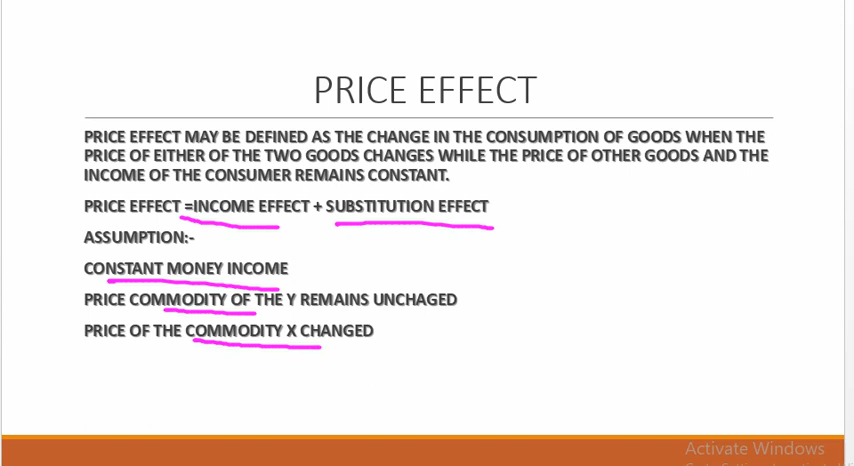 PRICE EFFECT
PRICE EFFECT MAY BE DEFINED AS THE CHANGE IN THE CONSUMPTION OF GOODS WHEN THE
PRICE OF EITHER OF THE TWO GOODS CHANGES WHILE THE PRICE OF OTHER GOODS AND THE
INCOME OF THE CONSUMER REMAINS CONSTANT.
PRICE EFFECT =INCOME EFFECT + SUBSTITUTION EFFECT
ASSUMPTION:-
CONSTANT MONEY INCOME
PRICE COMMODITY OF THE Y REMAINS UNCHAGED
PRICE OF THE COMMODITY X CHANGED
Activate Windows